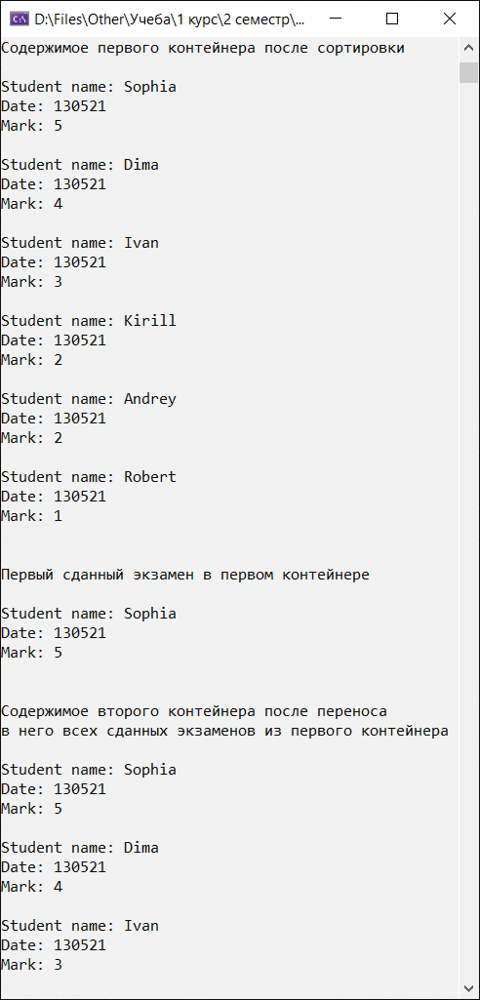 D:\Files\Other\Учеба\1 курс\2 семестр\...
Содержимое первого контейнера после сортировки
Student name: Sophia
Date: 130521
Mark: 5
Student name: Dima
Date: 130521
Mark: 4
Student name: Ivan
Date: 130521
Mark: 3
Student name: Kirill
Date: 130521
Mark: 2
Student name: Andrey
Date: 130521
Mark: 2
Student name: Robert
Date: 130521
Mark: 1
Первый сданный экзамен в первом контейнере
Student name: Sophia
Date: 130521
Mark: 5
Содержимое второго контейнера после переноса
в него всех сданных экзаменов из первого контейнера
Student name: Sophia
Date: 130521
Mark: 5
Student name: Dima
Date: 130521
Mark: 4
Student name: Ivan
Date: 130521
Mark: 3